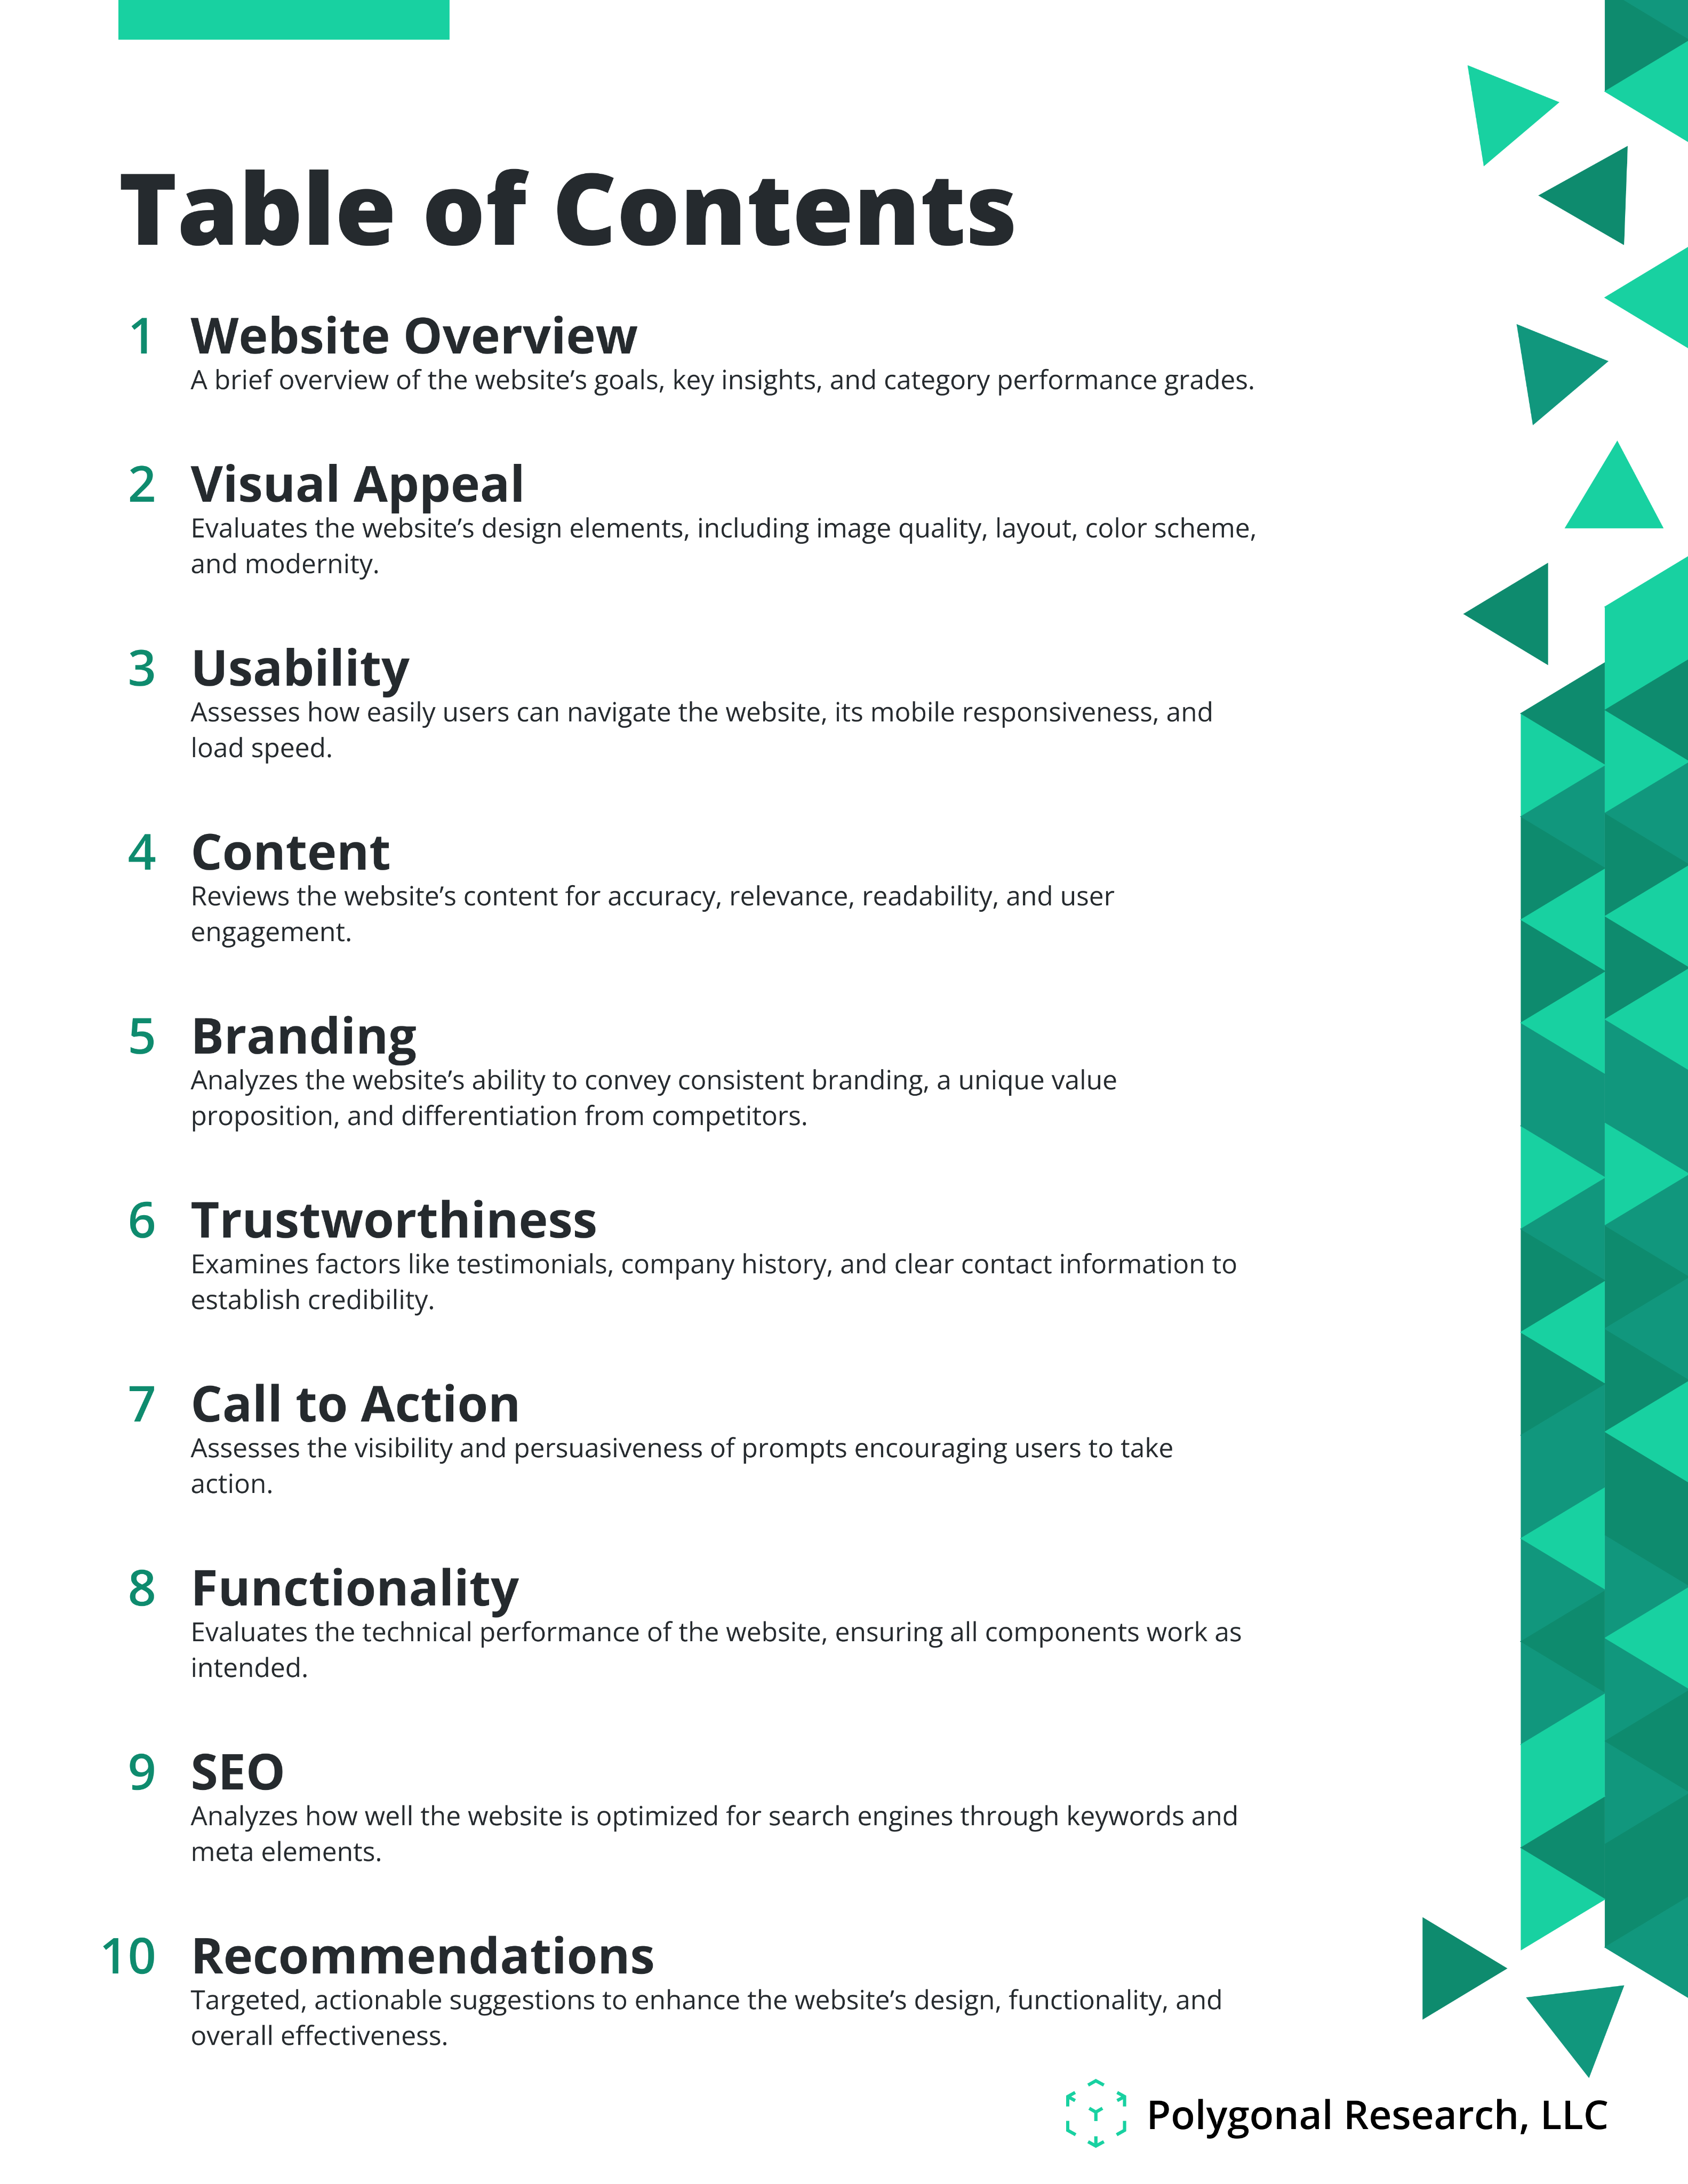 Table of Contents
1 Website Overview
A brief overview of the website’s goals, key insights, and category performance grades.
2 Visual Appeal
Evaluates the website’s design elements, including image quality, layout, color scheme,
and modernity.
3 Usability
Assesses how easily users can navigate the website, its mobile responsiveness, and
load speed.
4 Content
Reviews the website’s content for accuracy, relevance, readability, and user
engagement.
5 Branding
Analyzes the website’s ability to convey consistent branding, a unique value
proposition, and differentiation from competitors.
6 Trustworthiness
Examines factors like testimonials, company history, and clear contact information to
establish credibility.
7 Call to Action
Assesses the visibility and persuasiveness of prompts encouraging users to take
action.
8 Functionality
Evaluates the technical performance of the website, ensuring all components work as
intended.
9 SEO
Analyzes how well the website is optimized for search engines through keywords and
meta elements.
10 Recommendations
Targeted, actionable suggestions to enhance the website’s design, functionality, and
overall effectiveness.
Polygonal Research, LLC